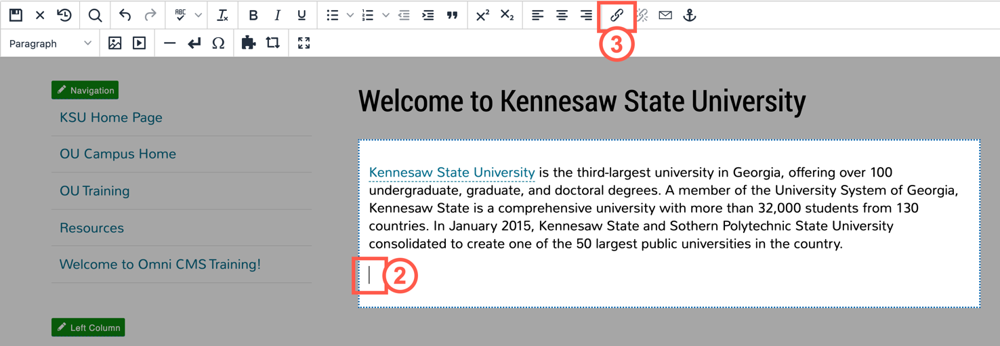 ABC
B I U
X² X₂
3
Paragraph
Ω
Navigation
KSU Home Page
OU Campus Home
OU Training
Resources
Welcome to Omni CMS Training!
Left Column
Welcome to Kennesaw State University
Kennesaw State University is the third-largest university in Georgia, offering over 100
undergraduate, graduate, and doctoral degrees. A member of the University System of Georgia,
Kennesaw State is a comprehensive university with more than 32,000 students from 130
countries. In January 2015, Kennesaw State and Sothern Polytechnic State University
consolidated to create one of the 50 largest public universities in the country.
2